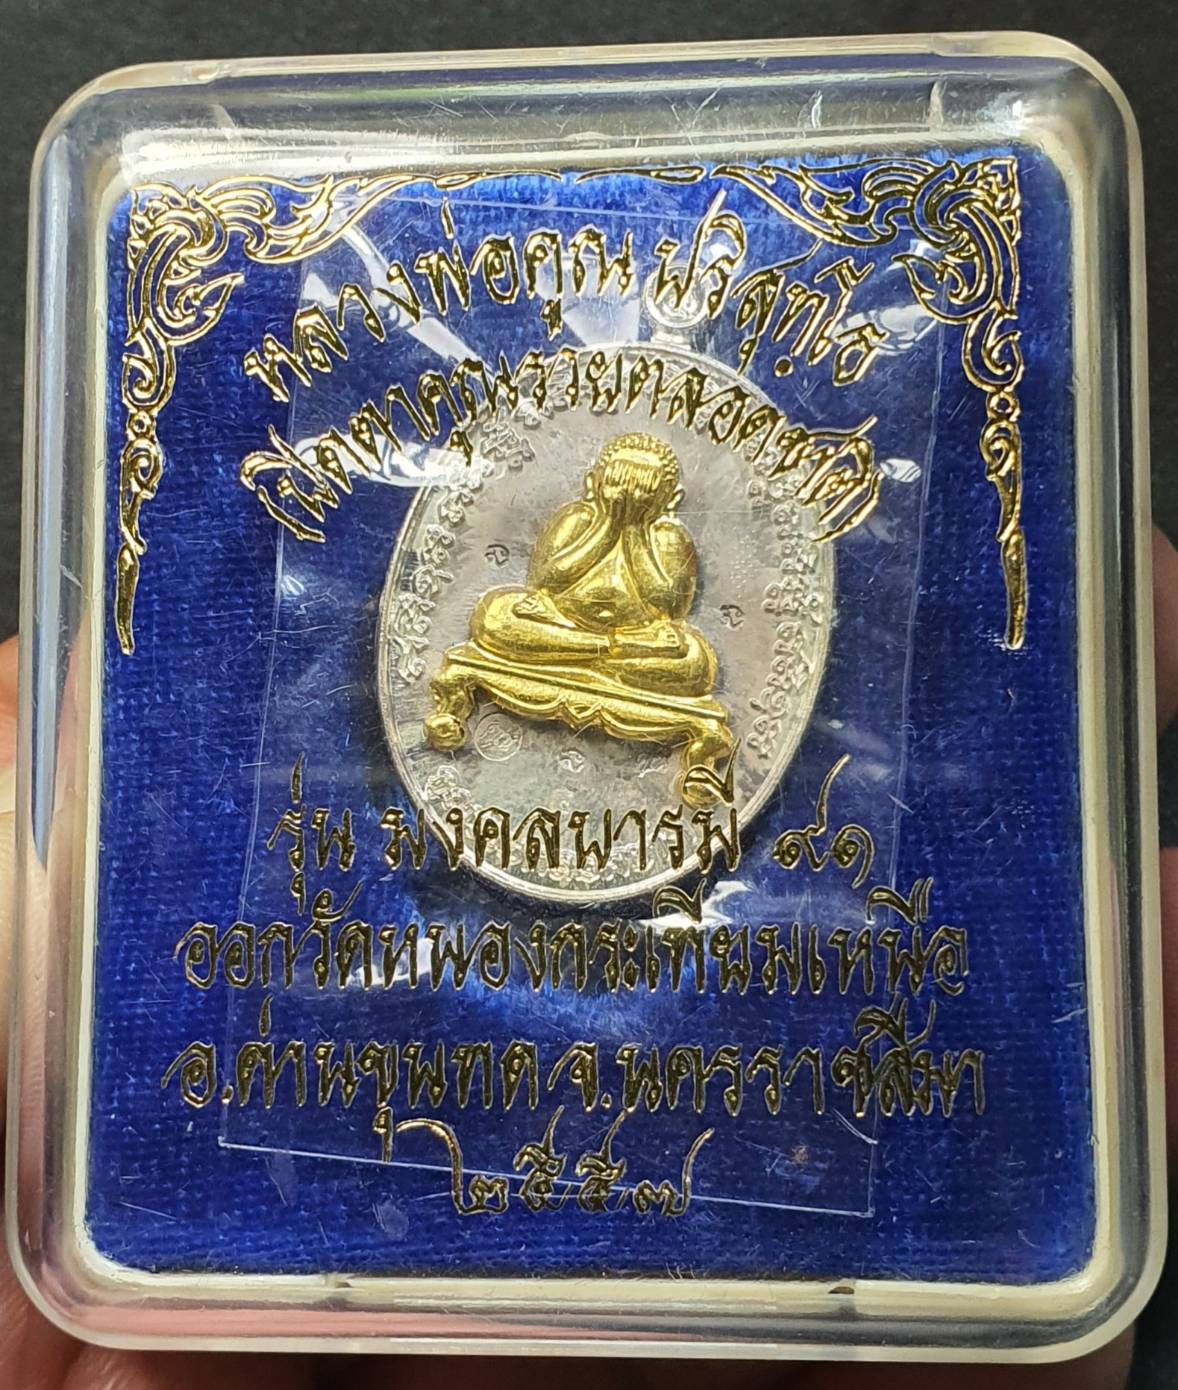 หลวงพ่อคูณ ปริสุทฺโธ
(ปิดตาคูณรวยตลอดชาติ)
รุ่น มงคลบารมี ๙๑
ออกวัดหนองกระเทียมเหนือ
อ.ด่านขุนทด จ.นครราชสีมา
๒๕๕๗